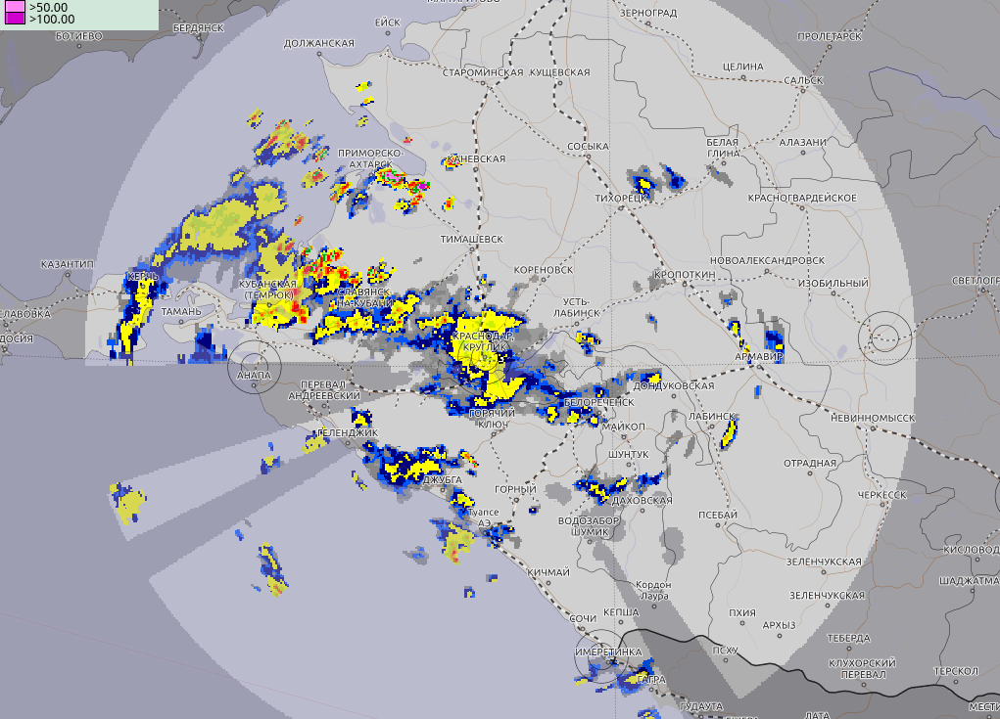 >50.00
>100.00
ЗЕРНОГРАД
БЕРДЯНСК
ЕЙСК
БОТИЕВО
ПРОЛЕТАРСК
ДОЛЖАНСКАЯ
ЦЕЛИНА
СТАРОМИНСКАЯ
КУЩЕВСКАЯ
САЛЬСК
СОСЫКА
БЕЛАЯ
ГЛИНА
АЛАЗАНИ
ПРИМОРСКО-
АХТАРСК
КАНЕВСКАЯ
ТИХОРЕЦК
КРАСНОГВАРДЕЙСКОЕ
ТИМАШЕВСК
КАЗАНТИП
КЕРЧЬ
КОРЕНОВСК
КРОПОТКИН
НОВОАЛЕКСАНДРОВСК
ИЗОБИЛЬНЫЙ
СВЕТЛОГР
КУБАНСКАЯ
(ТЕМРЮК)
СЛАВЯНСК
НА-КУБАНИ
СЛАВОВКА
ТАМАНЬ
УСТЬ-
ЛАБИНСК
ДОСИЯ
КРАСНОДАР,
КРУГЛИК
АРМАВИР
АНАПА
ПЕРЕВАЛ
АНДРЕЕВСКИЙ
ДОНДУКОВСКАЯ
БЕЛОРЕЧЕНСК
ГОРЯЧИЙ
КЛЮЧ
МАЙКОП
ЛАБИНСК
НЕВИННОМЫССК
ГЕЛЕНДЖИК
ШУНТУК
ОТРАДНАЯ
ДЖУБГА
ГОРНЫЙ
ДАХОВСКАЯ
ЧЕРКЕССК
Туапсе
АЭ
ВОДОЗАБОР
ШУМИК
ПСЕБАЙ
КИСЛОВОД
КИЧМАЙ
ЗЕЛЕНЧУКСКАЯ
ШАДЖАТМА
Кордон
Лаура
ЗЕЛЕНЧУКСКАЯ
СОЧИ
КЕПША
ПХИЯ
АРХЫЗ
ТЕБЕРДА
ИМЕРЕТИНКА
ПСХУ
КЛУХОРСКИЙ
ПЕРЕВАЛ
ТЕРСКОЛ
ГАГРА
ГУДАУТА
МЕСТИ
ЛАТА